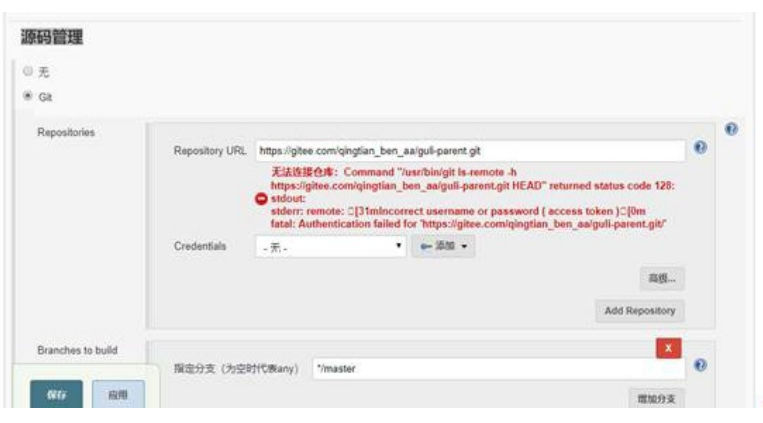 源码管理
无
Git
Repositories
Repository URL
https://gitee.com/qingtian_ben_aa/guli-parent.git
无法连接仓库：Command "/usr/bin/git ls-remote -h
https://gitee.com/qingtian_ben_aa/guli-parent.git HEAD" returned status code 128:
stdout:
stderr: remote: [31mIncorrect username or password ( access token )[0m
fatal: Authentication failed for 'https://gitee.com/qingtian_ben_aa/guli-parent.git/'
Credentials
- 无 -
添加
高级...
Add Repository
Branches to build
X
指定分支（为空时代表any）
*/master
保存
应用
增加分支